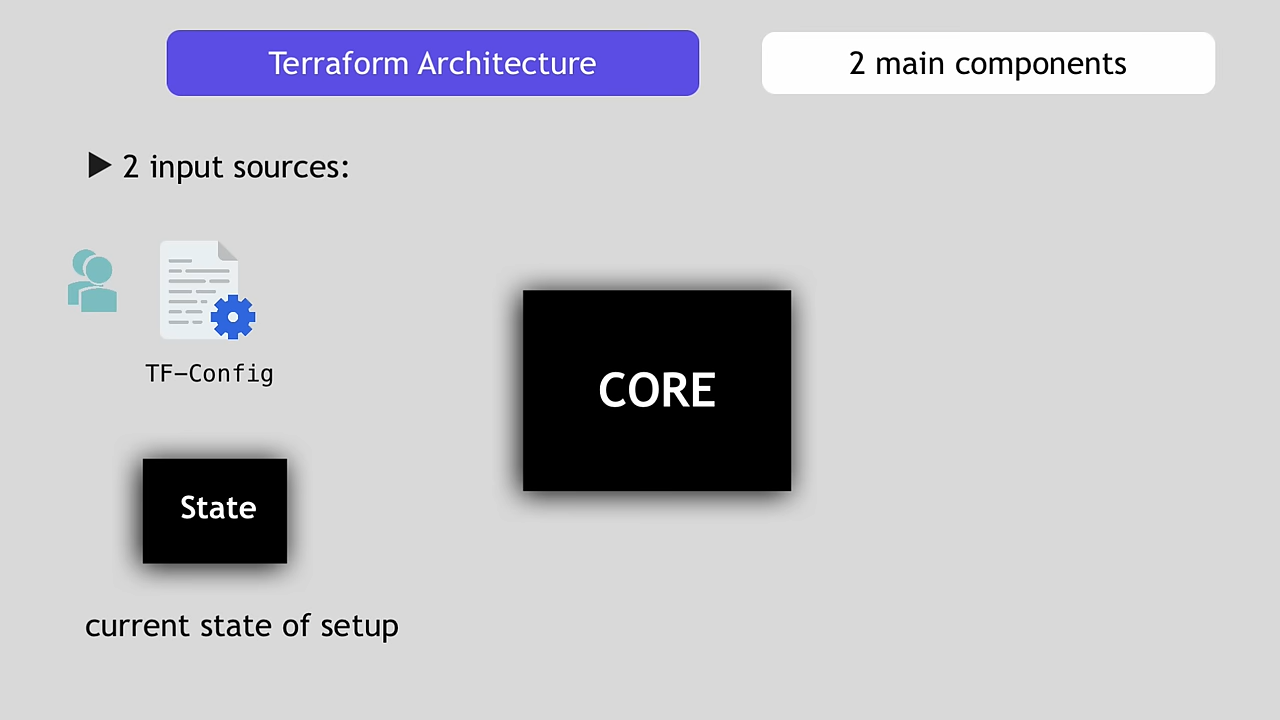 Terraform Architecture
2 main components
▶ 2 input sources:
TF-Config
CORE
State
current state of setup